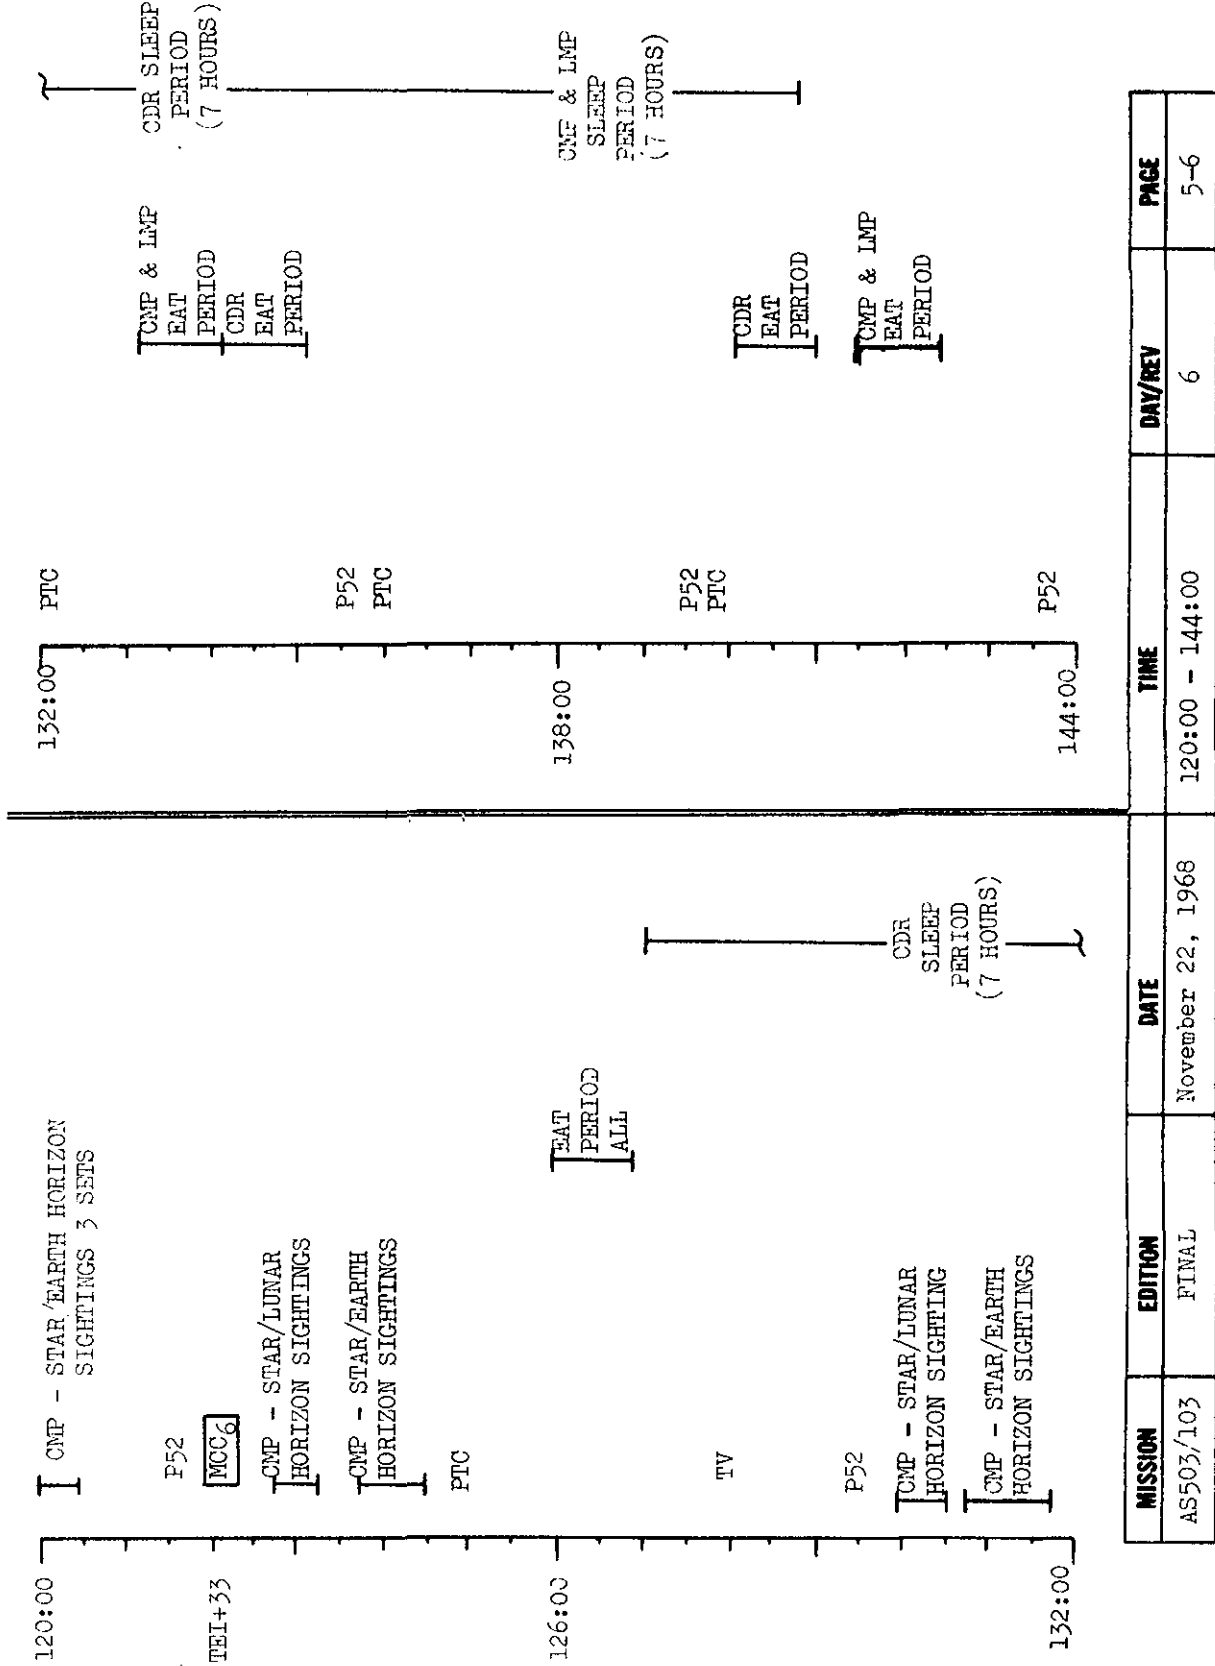 120:00
CMP - STAR/EARTH HORIZON
SIGHTINGS 3 SETS
P52
TEI+33
MCC6
CMP - STAR/LUNAR
HORIZON SIGHTINGS
CMP - STAR/EARTH
HORIZON SIGHTINGS
PTC
126:00
EAT
PERIOD
ALL
TV
CDR
SLEEP
PERIOD
(7 HOURS)
P52
CMP - STAR/LUNAR
HORIZON SIGHTING
CMP - STAR/EARTH
HORIZON SIGHTINGS
132:00
132:00
PTC
CDR SLEEP
PERIOD
(7 HOURS)
CMP & LMP
EAT
PERIOD
CDR
EAT
PERIOD
P52
PTC
138:00
CMP & LMP
SLEEP
PERIOD
(7 HOURS)
P52
PTC
CDR
EAT
PERIOD
CMP & LMP
EAT
PERIOD
P52
144:00
MISSION EDITION DATE TIME DAY/REV PAGE
AS503/103 FINAL November 22, 1968 120:00 - 144:00 6 5-6